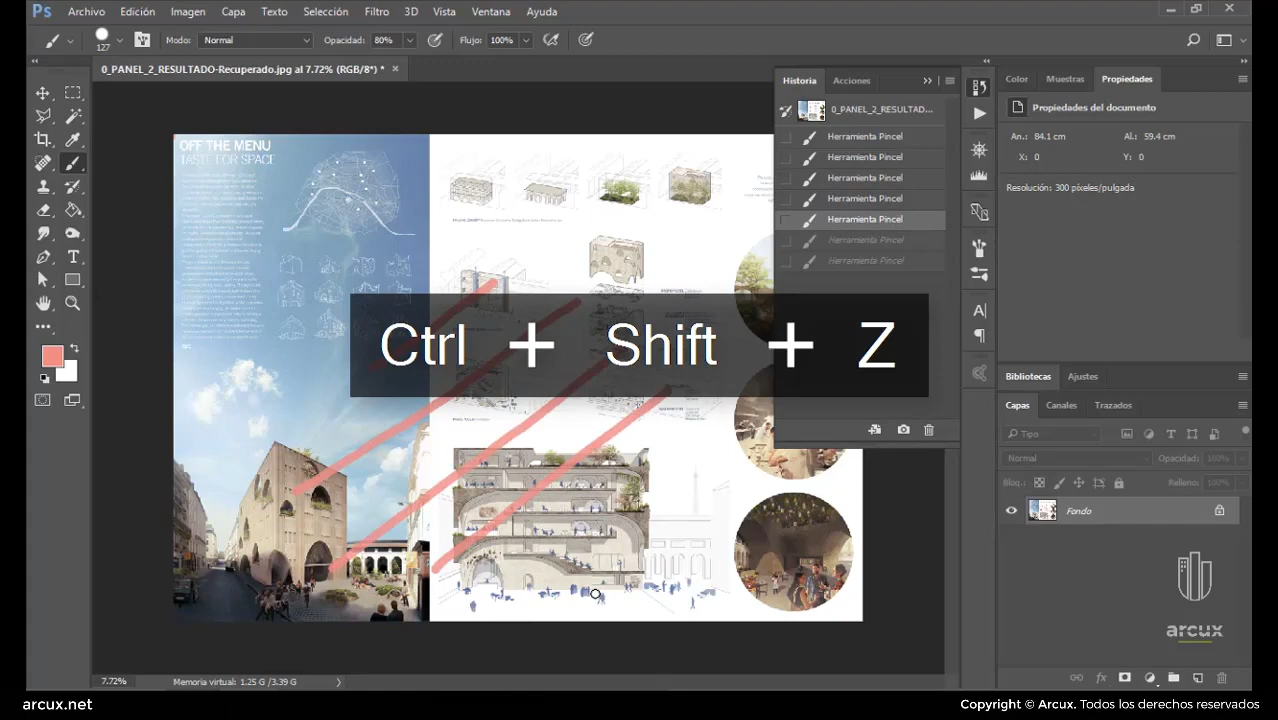 Ps Archivo Edición Imagen Capa Texto Selección Filtro 3D Vista Ventana Ayuda
127 Modo: Normal Opacidad: 80% Flujo: 100%
0_PANEL_2_RESULTADO-Recuperado.jpg al 7.72% (RGB/8*) *
Historia Acciones
0_PANEL_2_RESULTAD...
Herramienta Pincel
Herramienta Pincel
Herramienta Pincel
Herramienta Pincel
Herramienta Pincel
Herramienta Pincel
Herramienta Pincel
Color Muestras Propiedades
Propiedades del documento
An.: 84.1 cm Al.: 59.4 cm
X: 0 Y: 0
Resolución: 300 píxeles/pulgada
OFF THE MENU
TASTE FOR SPACE
Ctrl + Shift + Z
Bibliotecas Ajustes
Capas Canales Trazados
Tipo
Normal Opacidad: 100%
Bloq.: Relleno: 100%
Fondo
arcux
7.72% Memoria virtual: 1.25 G /3.39 G
arcux.net
Copyright © Arcux. Todos los derechos reservados